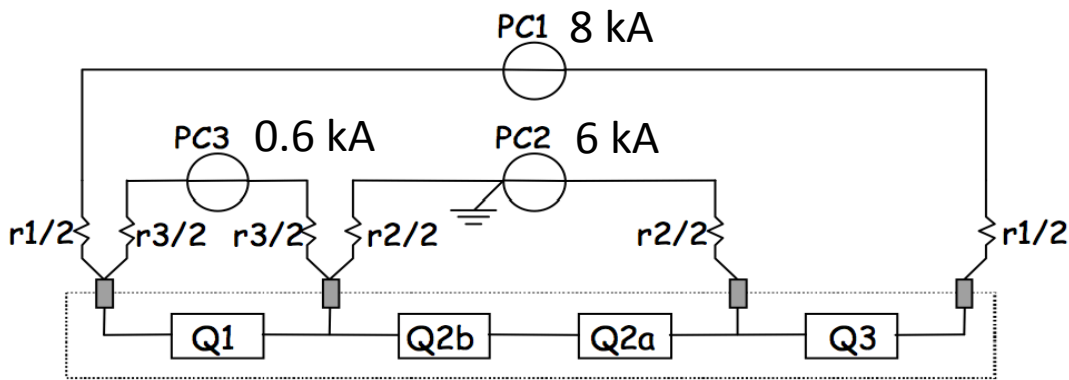 PC1 8 kA
PC3 0.6 kA PC2 6 kA
r1/2 r3/2 r3/2 r2/2 r2/2 r1/2
Q1 Q2b Q2a Q3